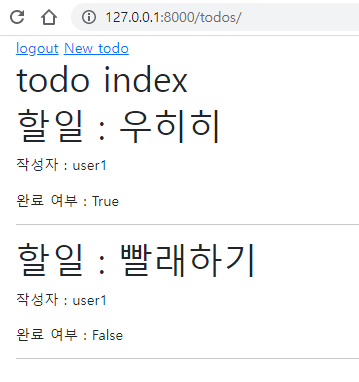 127.0.0.1:8000/todos/
logout New todo
todo index
할일 : 우히히
작성자 : user1
완료 여부 : True
할일 : 빨래하기
작성자 : user1
완료 여부 : False